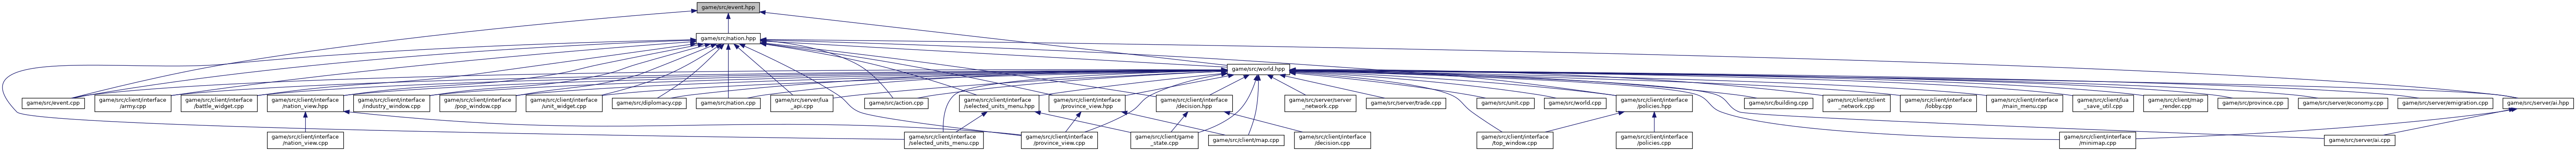 game/src/event.hpp
game/src/nation.hpp
game/src/world.hpp
game/src/event.cpp
game/src/client/interface
/army.cpp
game/src/client/interface
/battle_widget.cpp
game/src/client/interface
/nation_view.hpp
game/src/client/interface
/industry_window.cpp
game/src/client/interface
/pop_window.cpp
game/src/client/interface
/unit_widget.cpp
game/src/diplomacy.cpp
game/src/nation.cpp
game/src/server/lua
_api.cpp
game/src/action.cpp
game/src/client/interface
/selected_units_menu.hpp
game/src/client/interface
/province_view.hpp
game/src/client/interface
/decision.hpp
game/src/server/server
_network.cpp
game/src/server/trade.cpp
game/src/unit.cpp
game/src/world.cpp
game/src/client/interface
/policies.hpp
game/src/building.cpp
game/src/client/client
_network.cpp
game/src/client/interface
/lobby.cpp
game/src/client/interface
/main_menu.cpp
game/src/client/lua
_save_util.cpp
game/src/client/map
_render.cpp
game/src/province.cpp
game/src/server/economy.cpp
game/src/server/emigration.cpp
game/src/server/ai.hpp
game/src/client/interface
/nation_view.cpp
game/src/client/interface
/selected_units_menu.cpp
game/src/client/interface
/province_view.cpp
game/src/client/game
_state.cpp
game/src/client/map.cpp
game/src/client/interface
/decision.cpp
game/src/client/interface
/top_window.cpp
game/src/client/interface
/policies.cpp
game/src/client/interface
/minimap.cpp
game/src/server/ai.cpp